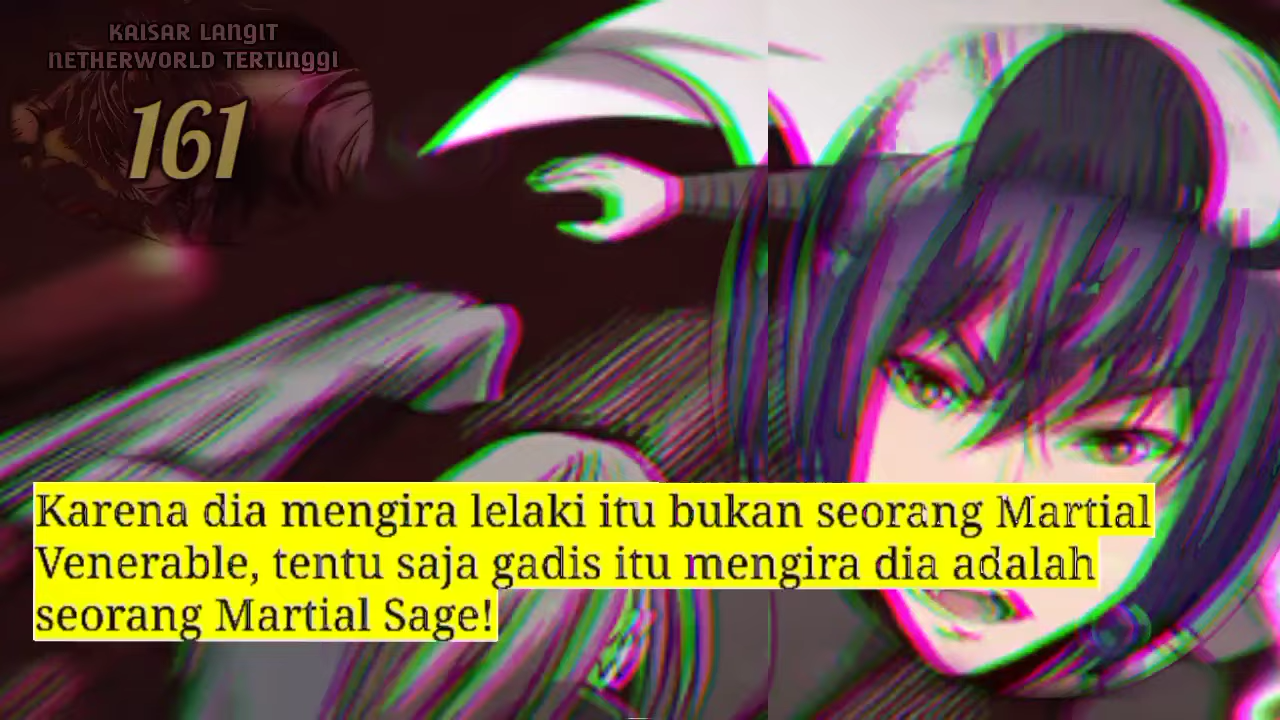 KAISAR LANGIT
NETHERWORLD TERTINGGI
161
Karena dia mengira lelaki itu bukan seorang Martial
Venerable, tentu saja gadis itu mengira dia adalah
seorang Martial Sage!